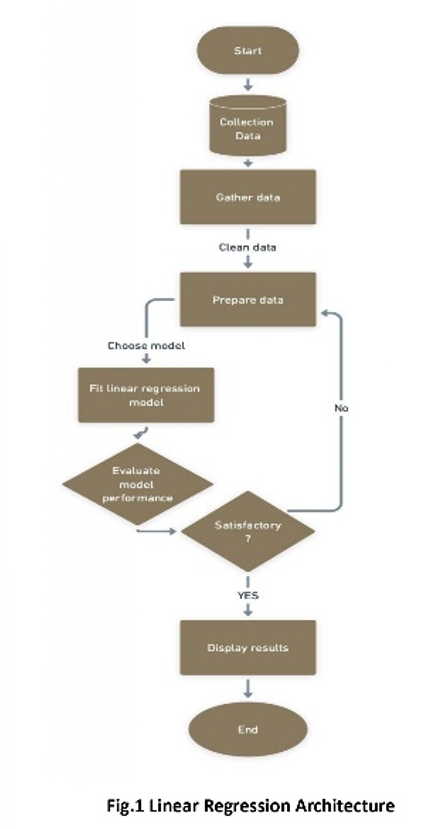 Start
Collection
Data
Gather data
Clean data
Prepare data
Choose model
Fit linear regression
model
No
Evaluate
model
performance
Satisfactory
?
YES
Display results
End
Fig.1 Linear Regression Architecture